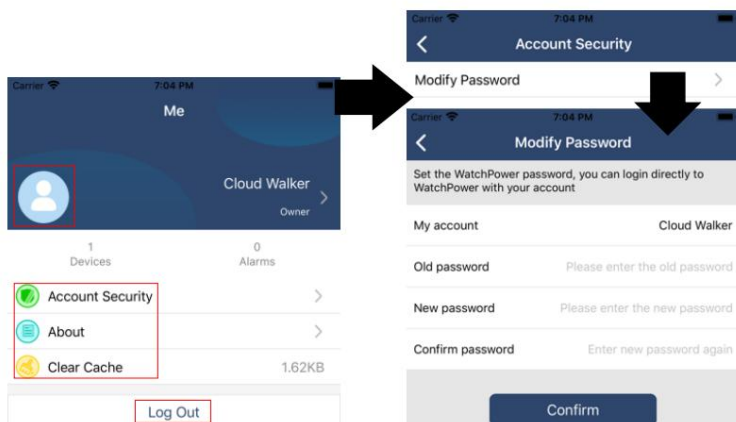 Carrier 7:04 PM
Me
Cloud Walker
Owner
1 0
Devices Alarms
Account Security
About
Clear Cache 1.62KB
Log Out
Carrier 7:04 PM
Account Security
Modify Password
Carrier 7:04 PM
Modify Password
Set the WatchPower password, you can login directly to
WatchPower with your account
My account Cloud Walker
Old password Please enter the old password
New password Please enter the new password
Confirm password Enter new password again
Confirm